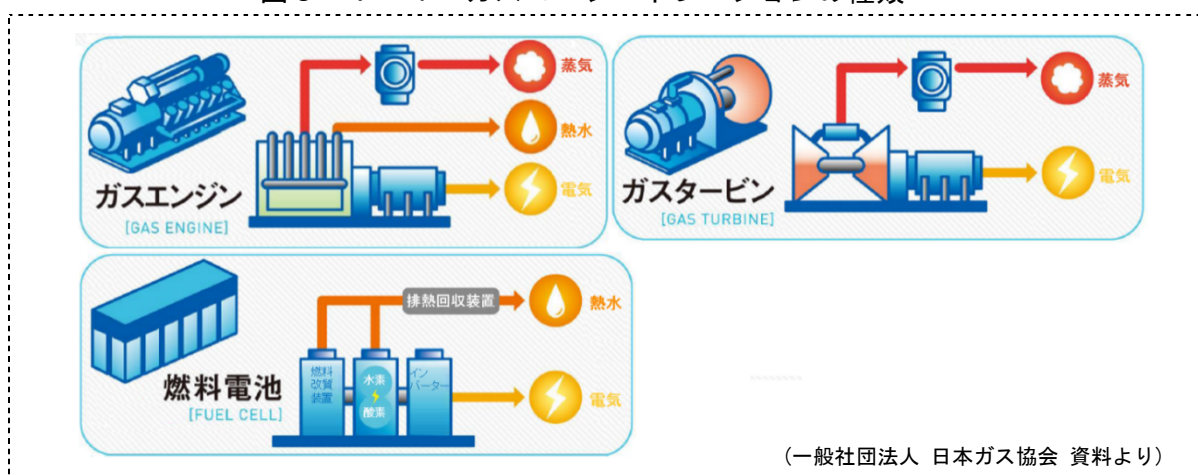 蒸気
熱水
電気
ガスエンジン
[GAS ENGINE]
蒸気
電気
ガスタービン
[GAS TURBINE]
排熱回収装置
熱水
燃料
改質
装置
水素
酸素
イン
バーター
電気
燃料電池
[FUEL CELL]
(一般社団法人 日本ガス協会 資料より)